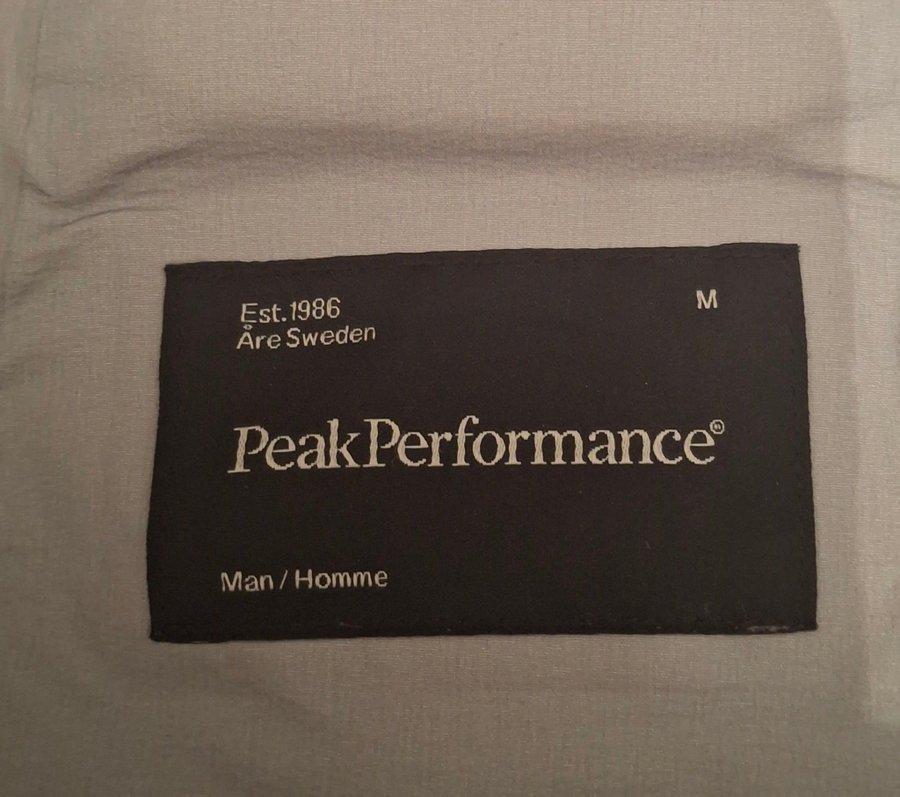 Est.1986
M
Åre Sweden
PeakPerformance®
Man / Homme